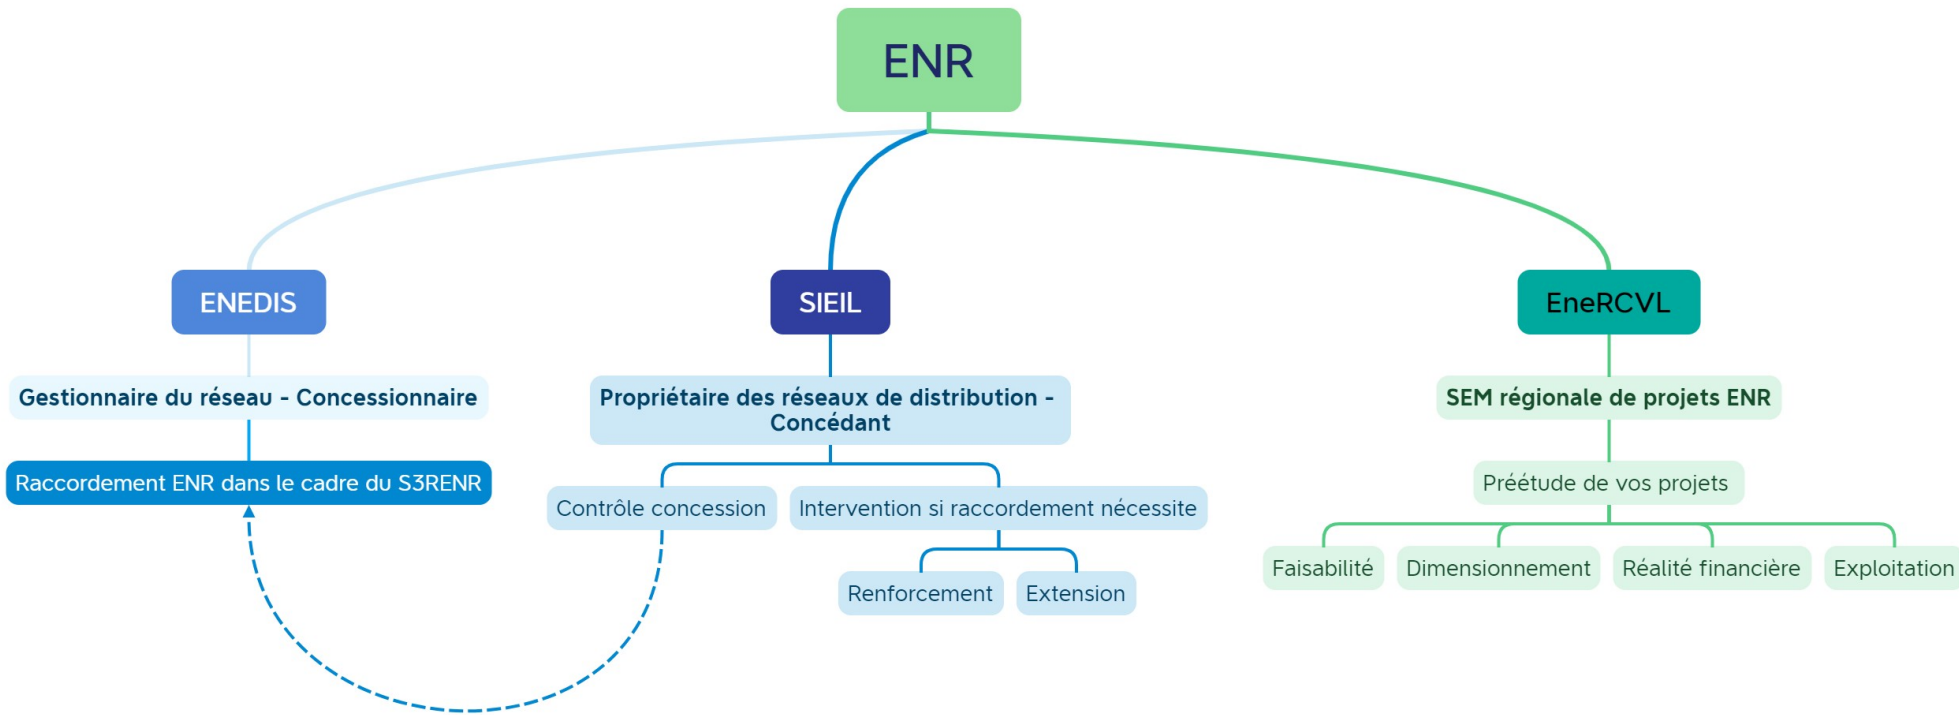 ENR
ENEDIS
SIEIL
EneRCVL
Gestionnaire du réseau - Concessionnaire
Propriétaire des réseaux de distribution -
Concédant
SEM régionale de projets ENR
Raccordement ENR dans le cadre du S3RENR
Contrôle concession
Intervention si raccordement nécessite
Préétude de vos projets
Renforcement
Extension
Faisabilité
Dimensionnement
Réalité financière
Exploitation